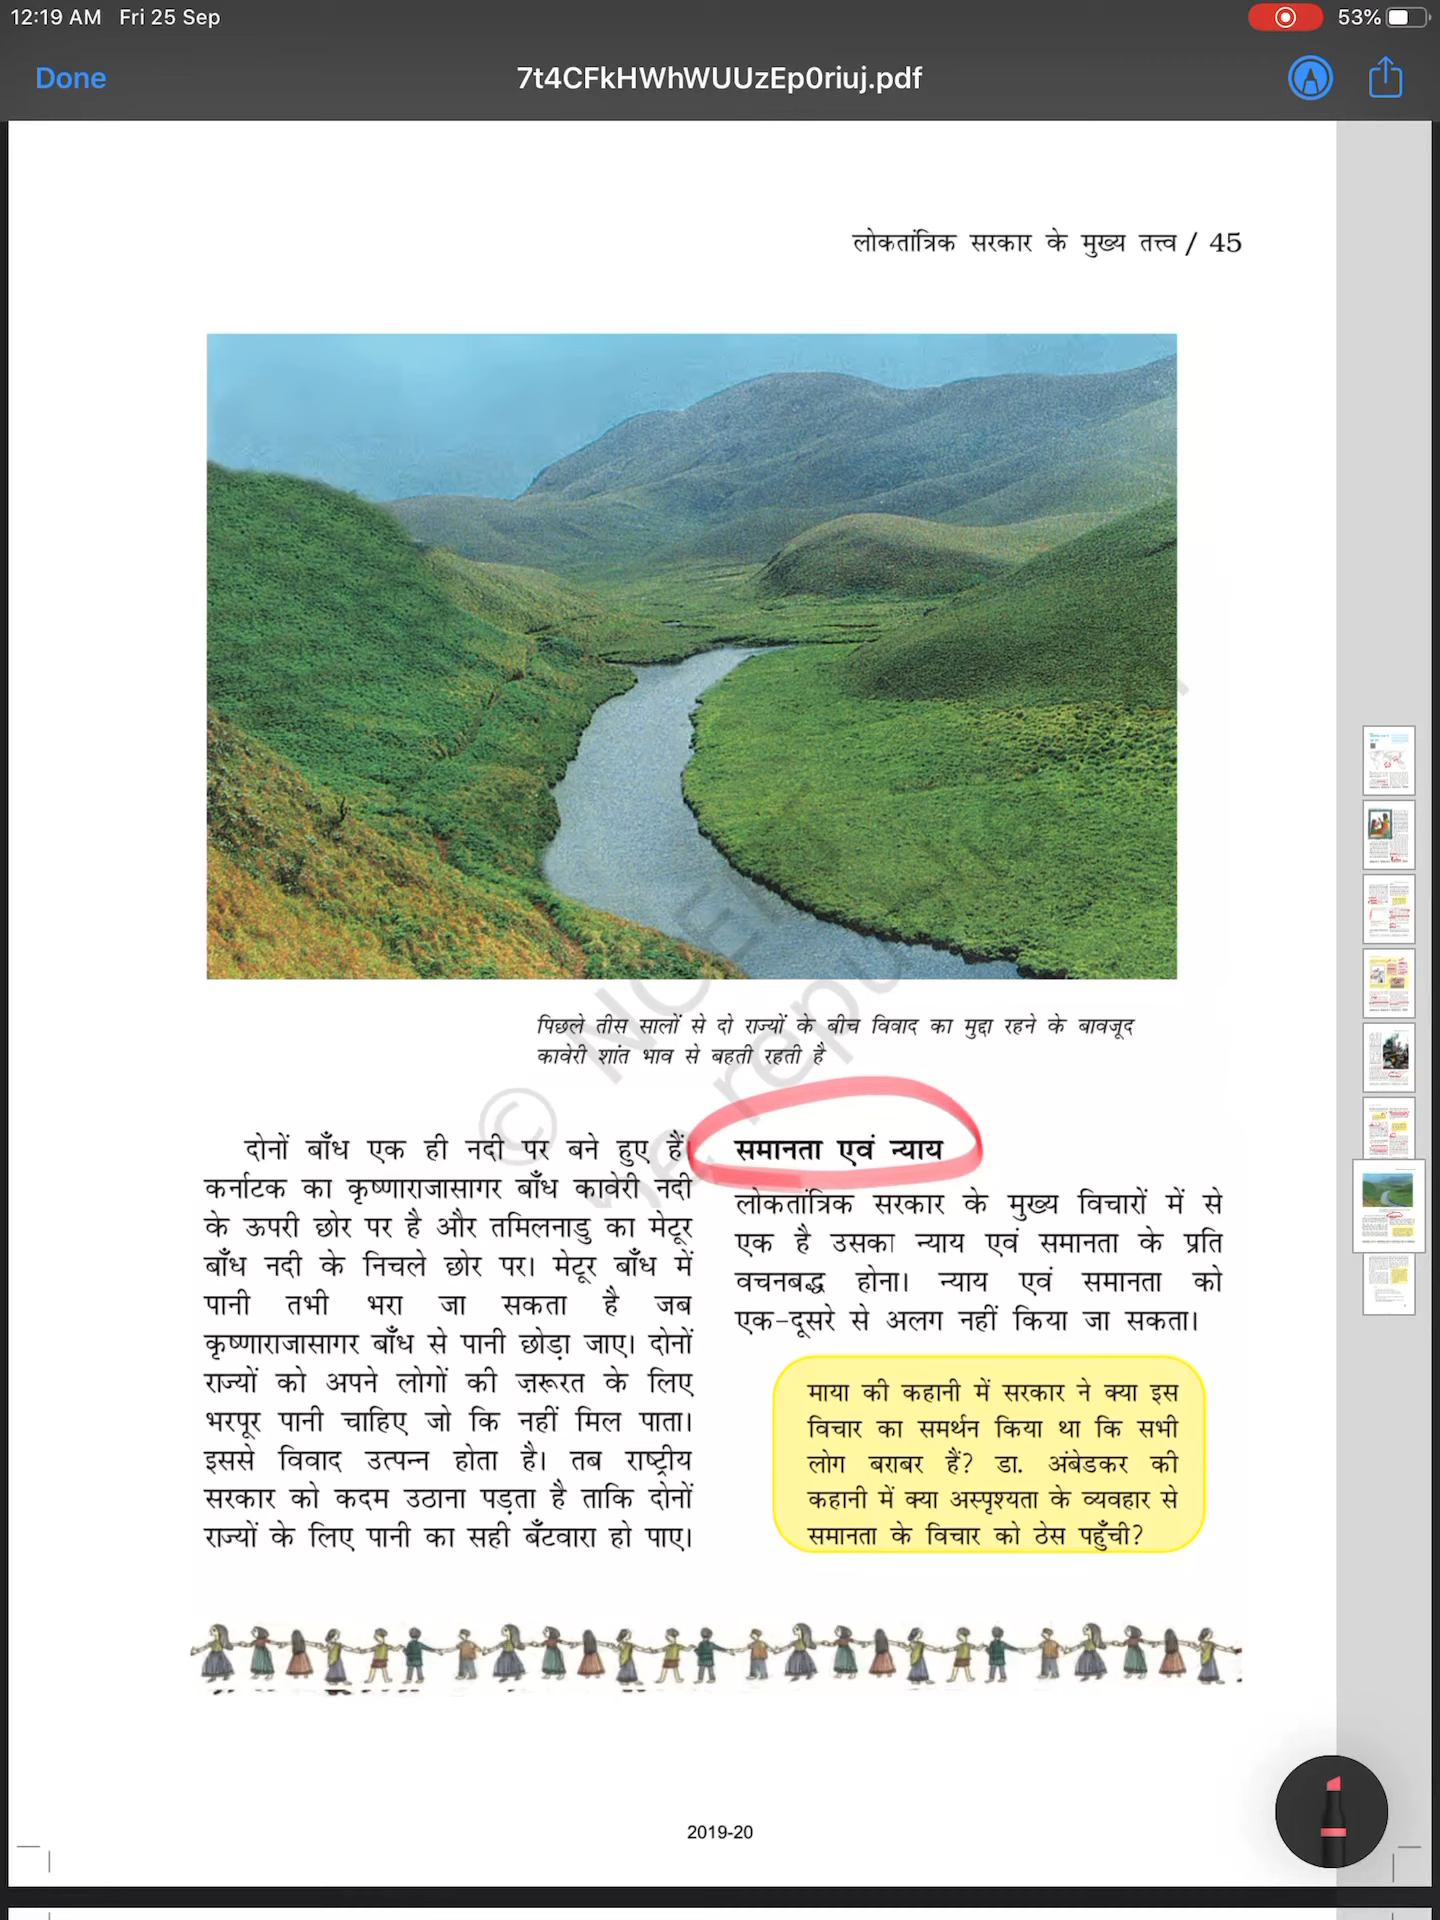 12:19 AM Fri 25 Sep
53%
Done
7t4CFkHWhWUUzEp0riuj.pdf
लोकतांत्रिक सरकार के मुख्य तत्त्व / 45
पिछले तीस सालों से दो राज्यों के बीच विवाद का मुद्दा रहने के बावजूद
कावेरी शांत भाव से बहती रहती है
दोनों बाँध एक ही नदी पर बने हुए हैं।
कर्नाटक का कृष्णाराजासागर बाँध कावेरी नदी
के ऊपरी छोर पर है और तमिलनाडु का मेटूर
बाँध नदी के निचले छोर पर। मेटूर बाँध में
पानी तभी भरा जा सकता है जब
कृष्णाराजासागर बाँध से पानी छोड़ा जाए। दोनों
राज्यों को अपने लोगों की ज़रूरत के लिए
भरपूर पानी चाहिए जो कि नहीं मिल पाता।
इससे विवाद उत्पन्न होता है। तब राष्ट्रीय
सरकार को कदम उठाना पड़ता है ताकि दोनों
राज्यों के लिए पानी का सही बँटवारा हो पाए।
समानता एवं न्याय
लोकतांत्रिक सरकार के मुख्य विचारों में से
एक है उसका न्याय एवं समानता के प्रति
वचनबद्ध होना। न्याय एवं समानता को
एक-दूसरे से अलग नहीं किया जा सकता।
माया की कहानी में सरकार ने क्या इस
विचार का समर्थन किया था कि सभी
लोग बराबर हैं? डा. अंबेडकर की
कहानी में क्या अस्पृश्यता के व्यवहार से
समानता के विचार को ठेस पहुँची?
2019-20